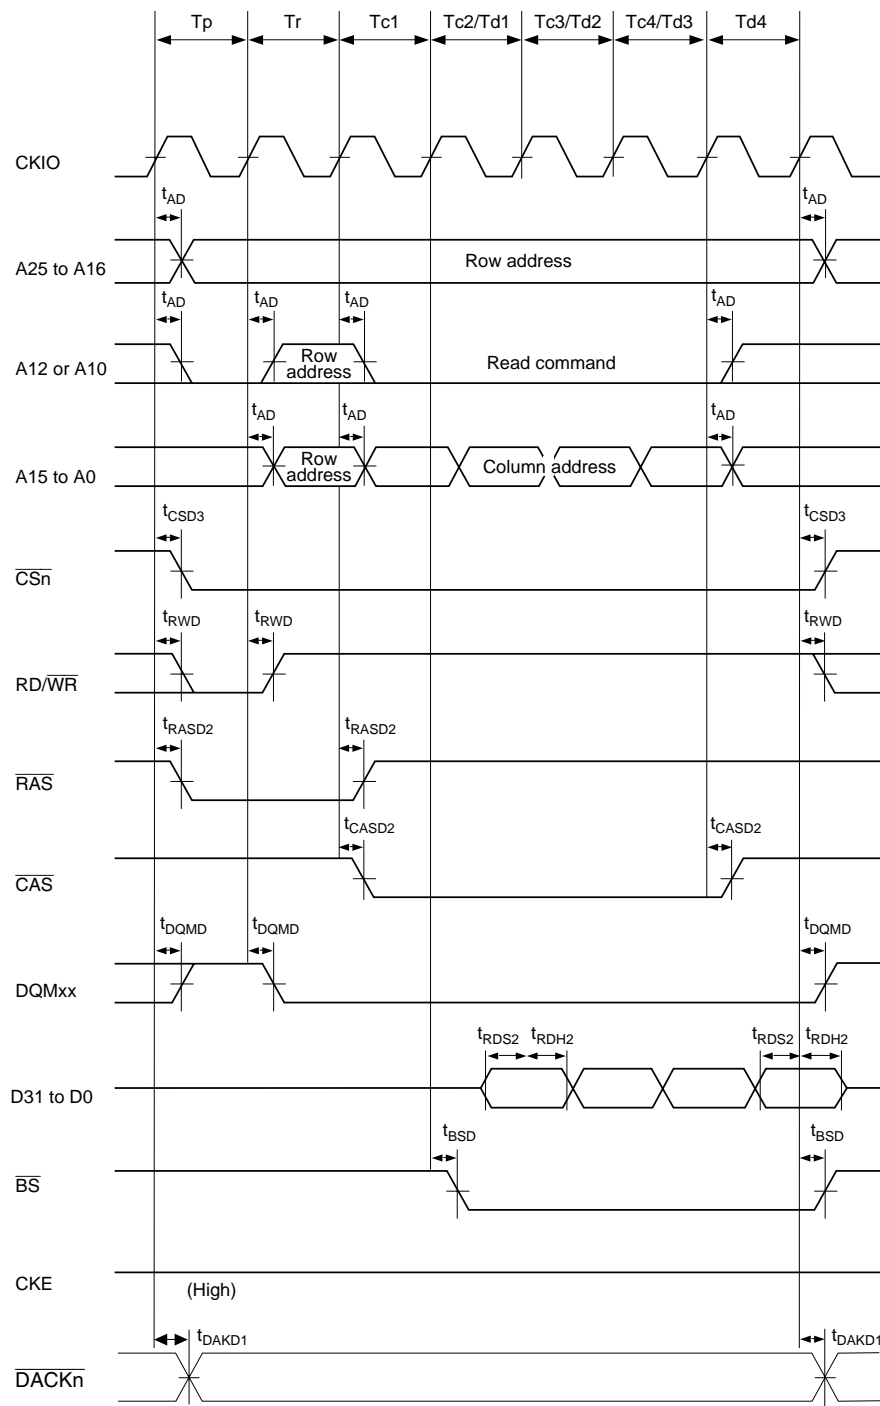 Tp Tr Tc1 Tc2/Td1 Tc3/Td2 Tc4/Td3 Td4
CKIO
tAD tAD
A25 to A16 Row address
tAD tAD tAD tAD
A12 or A10 Row address Read command
tAD tAD tAD
A15 to A0 Row address Column address
tCSD3 tCSD3
CSn
tRWD tRWD tRWD
RD/WR
tRASD2 tRASD2
RAS
tCASD2 tCASD2
CAS
tDQMD tDQMD tDQMD
DQMxx
tRDS2 tRDH2 tRDS2 tRDH2
D31 to D0
tBSD tBSD
BS
CKE (High)
tDAKD1 tDAKD1
DACKn